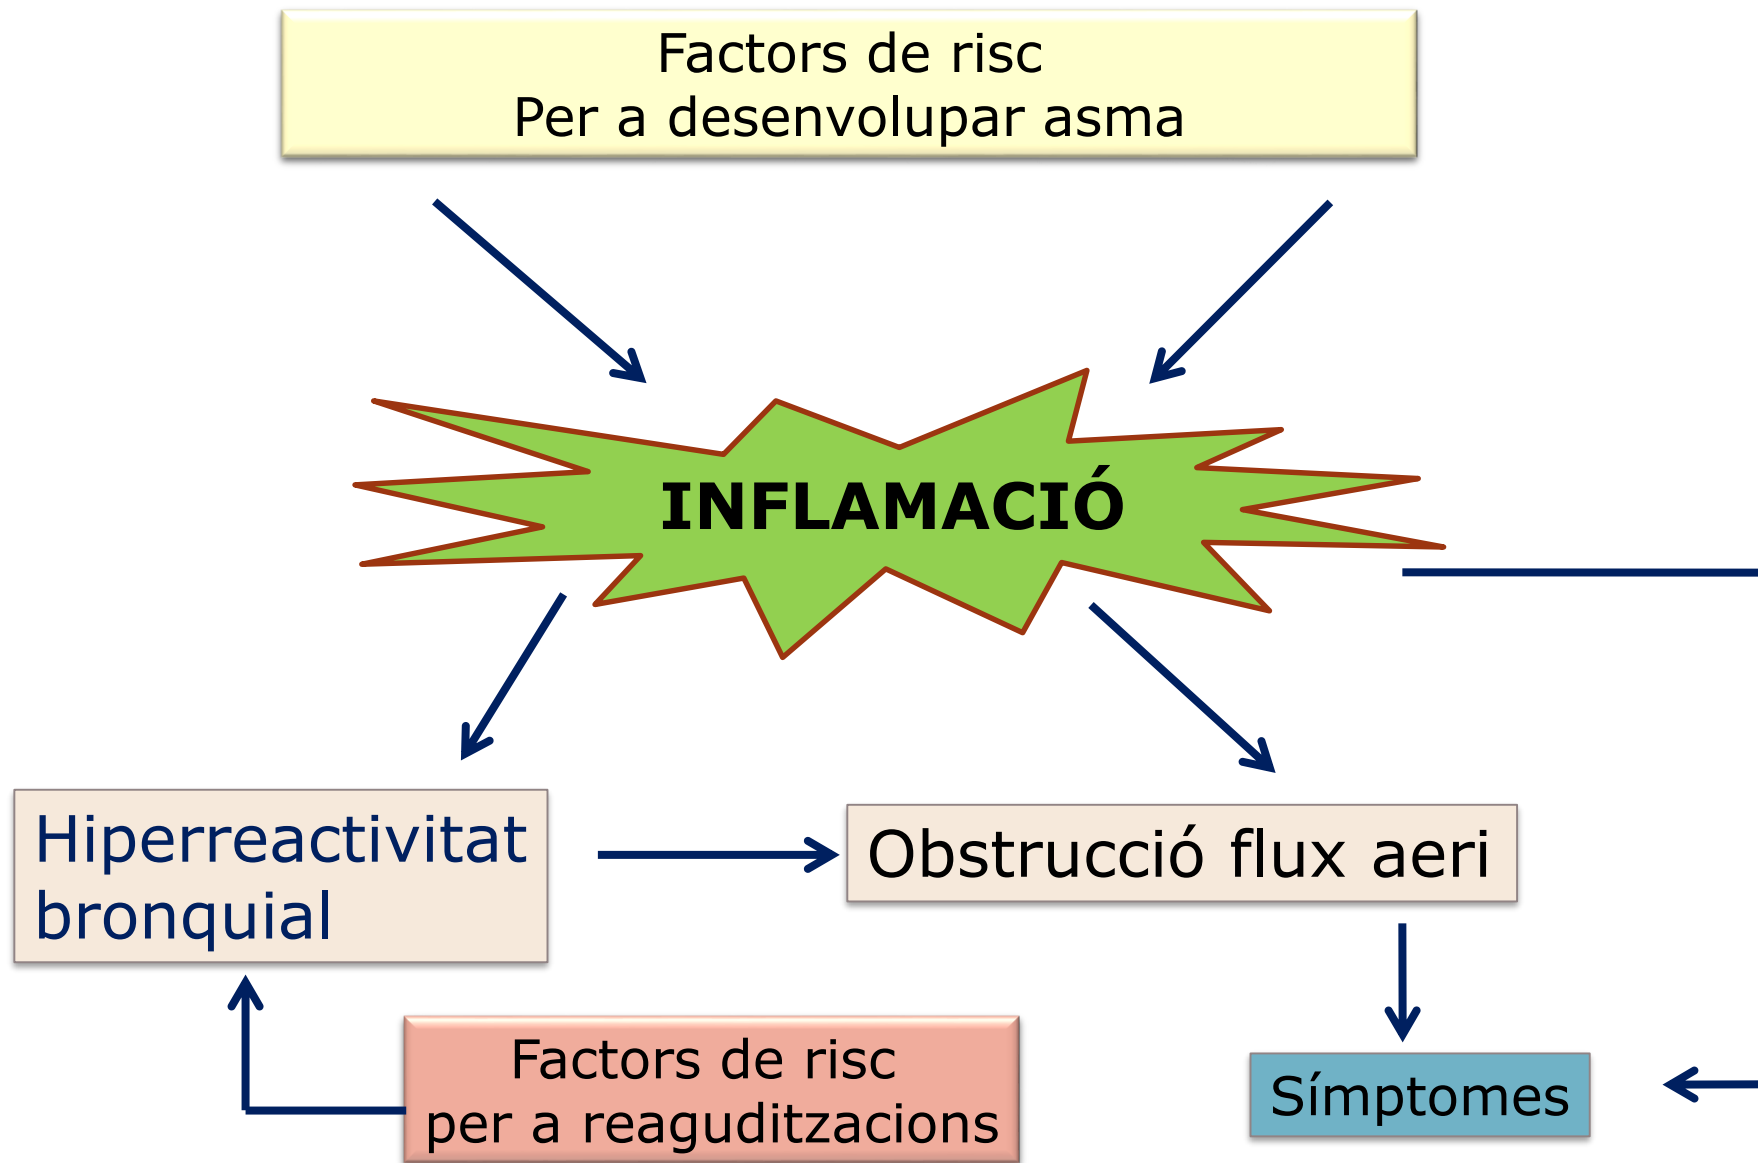 Factors de risc
Per a desenvolupar asma
INFLAMACIÓ
Hiperreactivitat
bronquial
Obstrucció flux aeri
Factors de risc
per a reaguditzacions
Símptomes